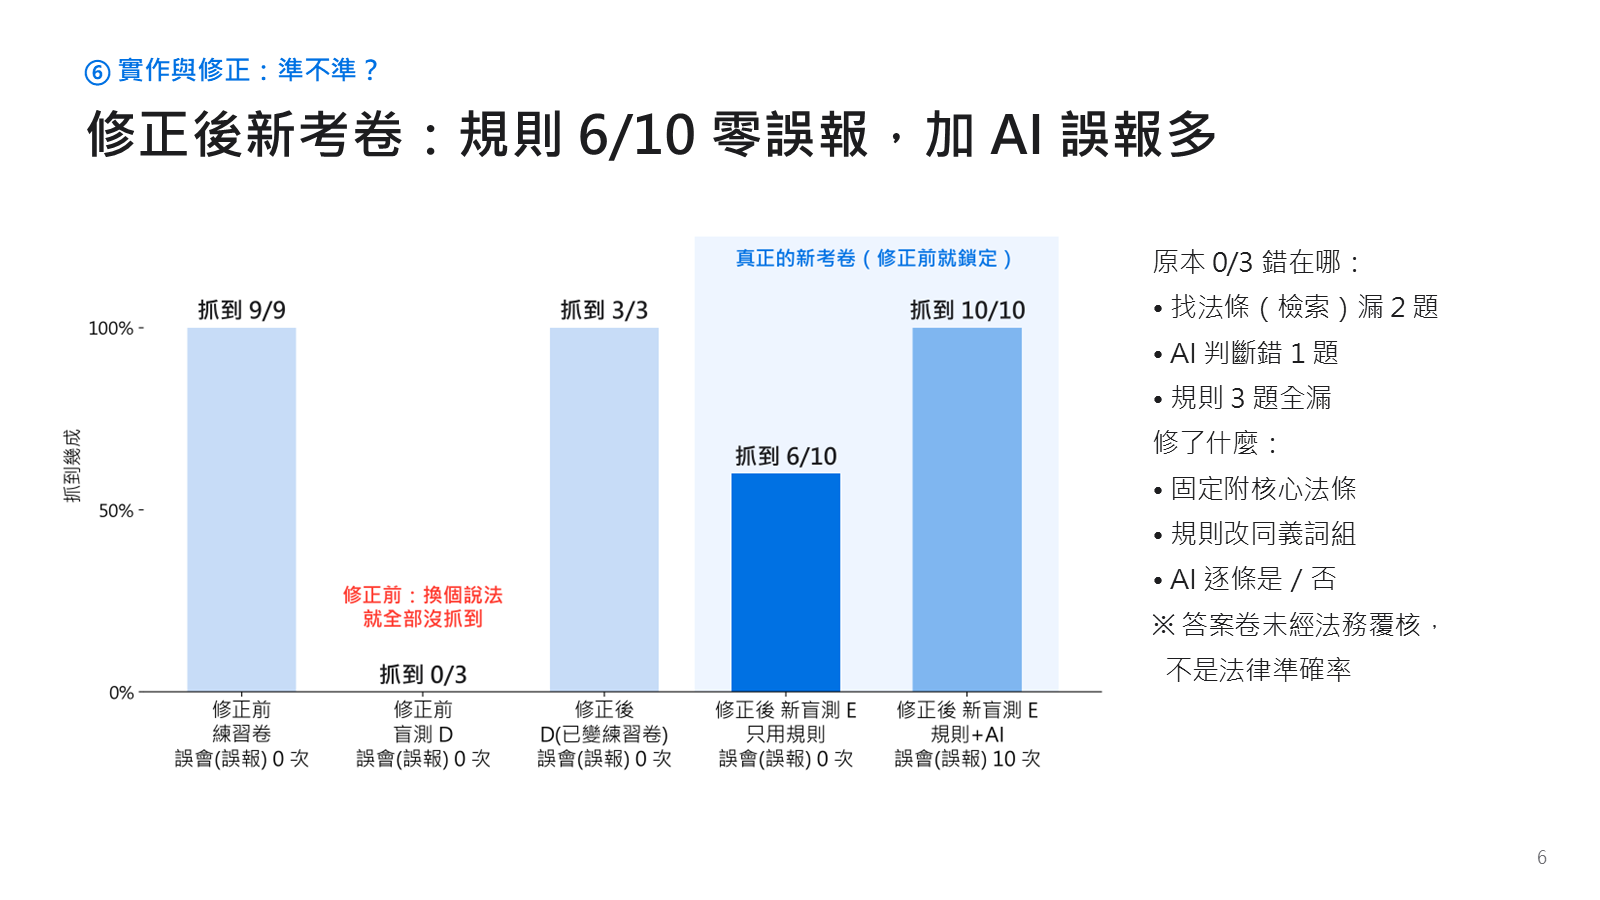 ⑥ 實作與修正：準不準？
修正後新考卷：規則 6/10 零誤報，加 AI 誤報多
真正的新考卷（修正前就鎖定）
抓到 9/9
抓到 3/3
抓到 10/10
100%
抓到 6/10
抓到幾成
50%
修正前：換個說法
就全部沒抓到
抓到 0/3
0%
修正前
練習卷
誤會(誤報) 0 次
修正前
盲測 D
誤會(誤報) 0 次
修正後
D(已變練習卷)
誤會(誤報) 0 次
修正後 新盲測 E
只用規則
誤會(誤報) 0 次
修正後 新盲測 E
規則+AI
誤會(誤報) 10 次
原本 0/3 錯在哪：
• 找法條（檢索）漏 2 題
• AI 判斷錯 1 題
• 規則 3 題全漏
修了什麼：
• 固定附核心法條
• 規則改同義詞組
• AI 逐條是 / 否
※ 答案卷未經法務覆核，
不是法律準確率
6